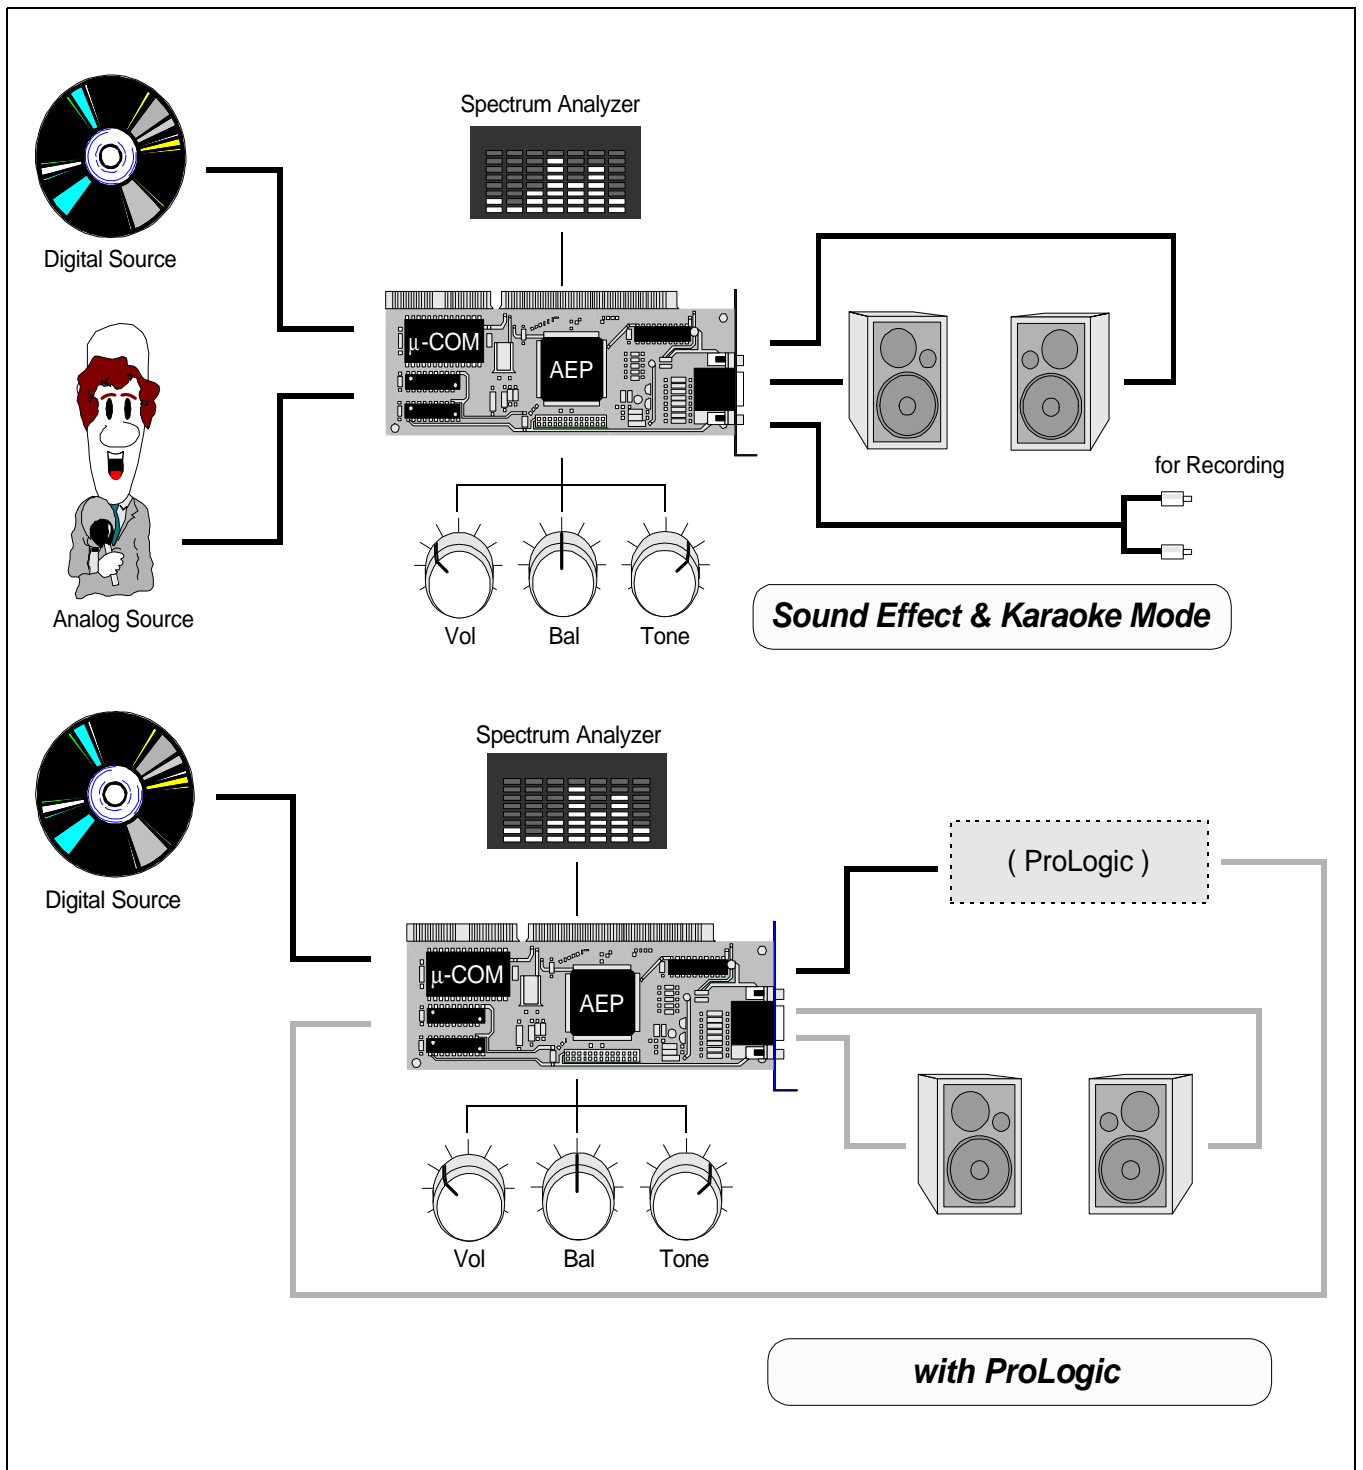 Spectrum Analyzer
Digital Source
μ-COM
AEP
for Recording
Analog Source
Vol
Bal
Tone
Sound Effect & Karaoke Mode
Spectrum Analyzer
( ProLogic )
Digital Source
μ-COM
AEP
Vol
Bal
Tone
with ProLogic